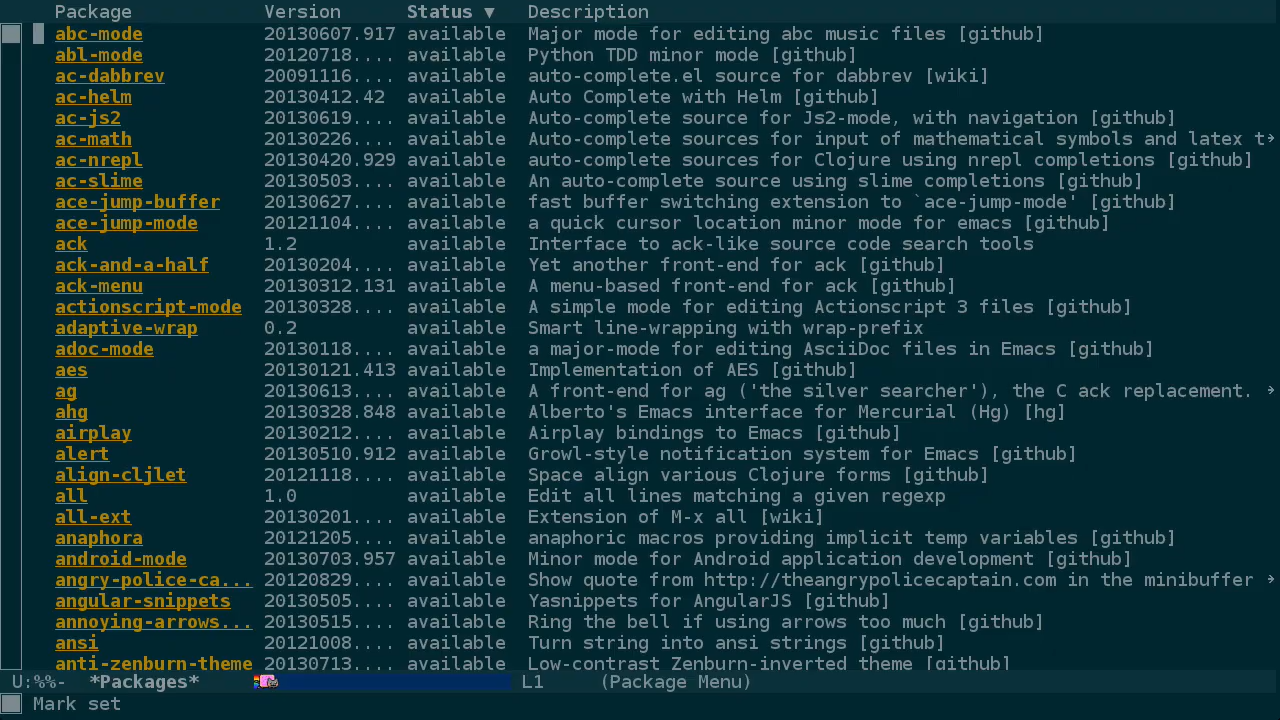 Package Version Status ▼ Description
abc-mode 20130607.917 available Major mode for editing abc music files [github]
abl-mode 20120718.... available Python TDD minor mode [github]
ac-dabbrev 20091116.... available auto-complete.el source for dabbrev [wiki]
ac-helm 20130412.42 available Auto Complete with Helm [github]
ac-js2 20130619.... available Auto-complete source for Js2-mode, with navigation [github]
ac-math 20130226.... available Auto-complete sources for input of mathematical symbols and latex t→
ac-nrepl 20130420.929 available auto-complete sources for Clojure using nrepl completions [github]
ac-slime 20130503.... available An auto-complete source using slime completions [github]
ace-jump-buffer 20130627.... available fast buffer switching extension to `ace-jump-mode' [github]
ace-jump-mode 20121104.... available a quick cursor location minor mode for emacs [github]
ack 1.2 available Interface to ack-like source code search tools
ack-and-a-half 20130204.... available Yet another front-end for ack [github]
ack-menu 20130312.131 available A menu-based front-end for ack [github]
actionscript-mode 20130328.... available A simple mode for editing Actionscript 3 files [github]
adaptive-wrap 0.2 available Smart line-wrapping with wrap-prefix
adoc-mode 20130118.... available a major-mode for editing AsciiDoc files in Emacs [github]
aes 20130121.413 available Implementation of AES [github]
ag 20130613.... available A front-end for ag ('the silver searcher'), the C ack replacement. →
ahg 20130328.848 available Alberto's Emacs interface for Mercurial (Hg) [hg]
airplay 20130212.... available Airplay bindings to Emacs [github]
alert 20130510.912 available Growl-style notification system for Emacs [github]
align-cljlet 20121118.... available Space align various Clojure forms [github]
all 1.0 available Edit all lines matching a given regexp
all-ext 20130201.... available Extension of M-x all [wiki]
anaphora 20121205.... available anaphoric macros providing implicit temp variables [github]
android-mode 20130703.957 available Minor mode for Android application development [github]
angry-police-ca... 20120829.... available Show quote from http://theangrypolicecaptain.com in the minibuffer →
angular-snippets 20130505.... available Yasnippets for AngularJS [github]
annoying-arrows... 20130515.... available Ring the bell if using arrows too much [github]
ansi 20121008.... available Turn string into ansi strings [github]
anti-zenburn-theme 20130713.... available Low-contrast Zenburn-inverted theme [github]
U:%%- *Packages* L1 (Package Menu)
Mark set